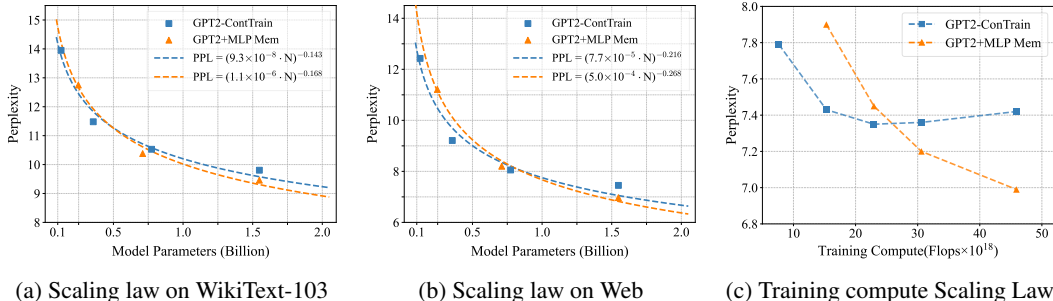 15
14
13
12
11
10
9
8
Perplexity
GPT2-ContTrain
GPT2+MLP Mem
PPL = (9.3×10⁻⁸ · N)^−0.143
PPL = (1.1×10⁻⁶ · N)^−0.168
0.1 0.5 1.0 1.5 2.0
Model Parameters (Billion)
(a) Scaling law on WikiText-103
14
12
10
8
6
Perplexity
GPT2-ContTrain
GPT2+MLP Mem
PPL = (7.7×10⁻⁵ · N)^−0.216
PPL = (5.0×10⁻⁴ · N)^−0.268
0.1 0.5 1.0 1.5 2.0
Model Parameters (Billion)
(b) Scaling law on Web
8.0
7.8
7.6
7.4
7.2
7.0
6.8
Perplexity
GPT2-ContTrain
GPT2+MLP Mem
10 20 30 40 50
Training Compute(Flops×10¹⁸)
(c) Training compute Scaling Law